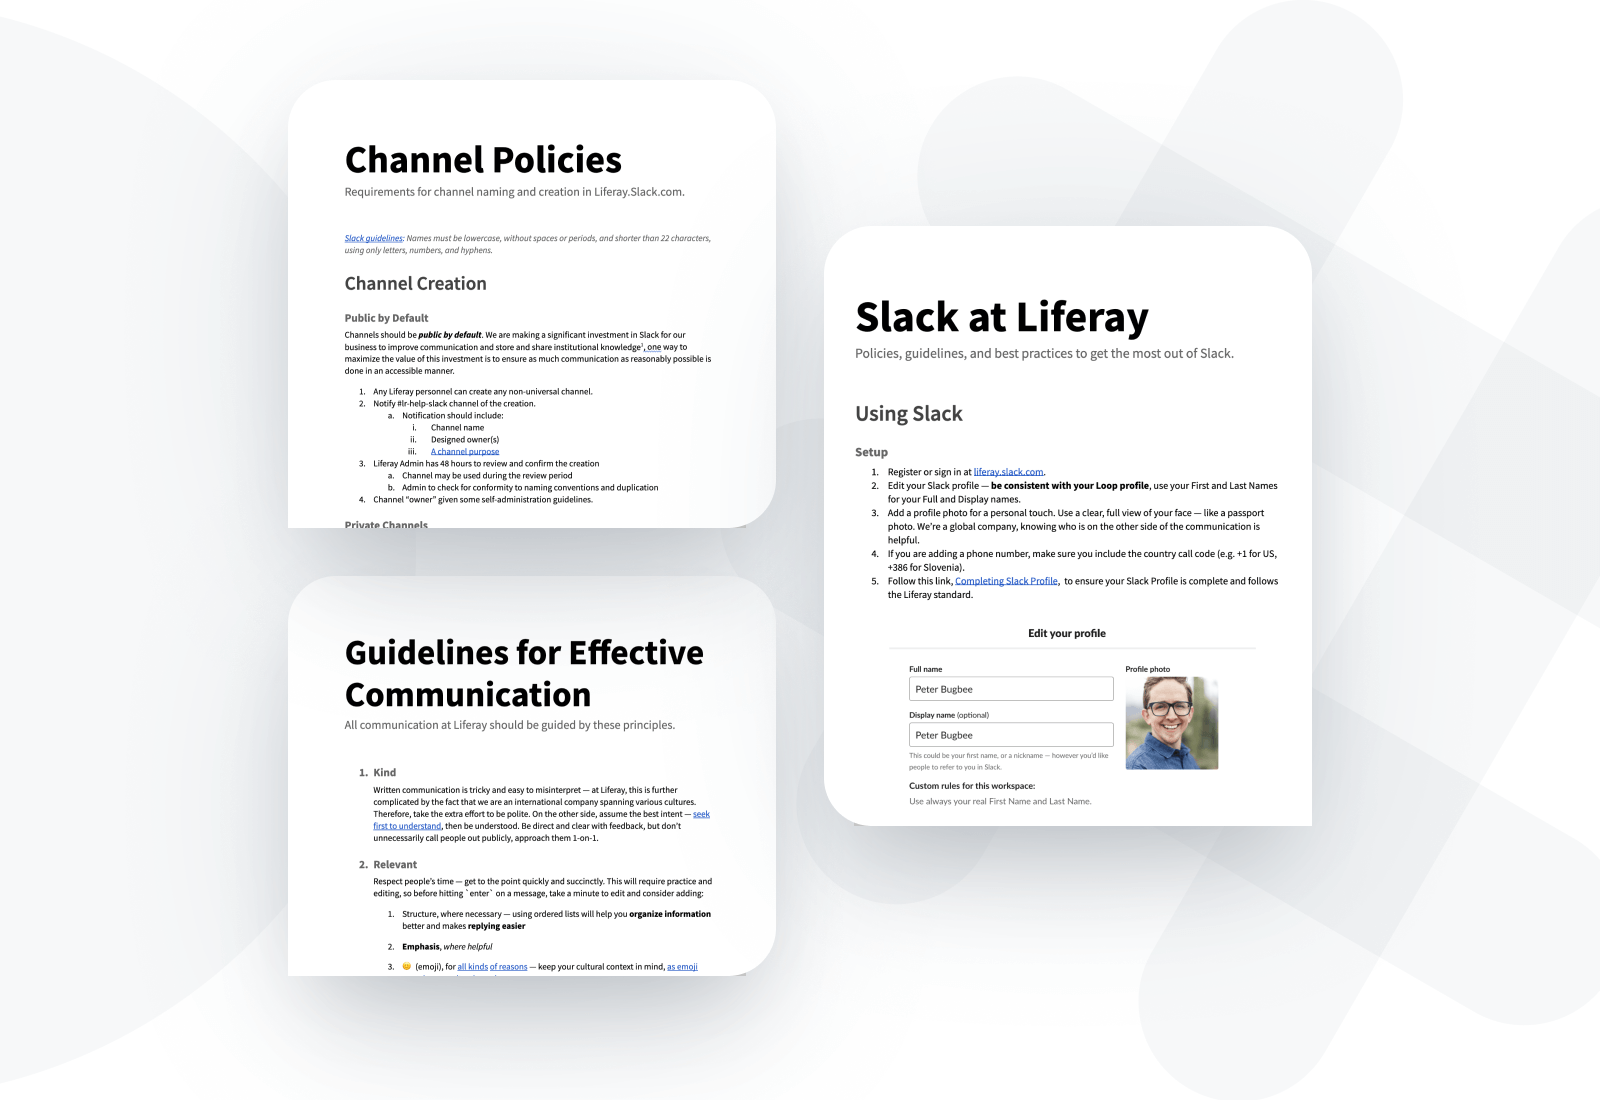 Channel Policies
Requirements for channel naming and creation in Liferay.Slack.com.
Slack guidelines: Names must be lowercase, without spaces or periods, and shorter than 22 characters,
using only letters, numbers, and hyphens.
Channel Creation
Public by Default
Channels should be public by default. We are making a significant investment in Slack for our
business to improve communication and store and share institutional knowledge¹, one way to
maximize the value of this investment is to ensure as much communication as reasonably possible is
done in an accessible manner.
1. Any Liferay personnel can create any non-universal channel.
2. Notify #lr-help-slack channel of the creation.
a. Notification should include:
i. Channel name
ii. Designed owner(s)
iii. A channel purpose
3. Liferay Admin has 48 hours to review and confirm the creation
a. Channel may be used during the review period
b. Admin to check for conformity to naming conventions and duplication
4. Channel “owner” given some self-administration guidelines.
Private Channels
Guidelines for Effective
Communication
All communication at Liferay should be guided by these principles.
1. Kind
Written communication is tricky and easy to misinterpret — at Liferay, this is further
complicated by the fact that we are an international company spanning various cultures.
Therefore, take the extra effort to be polite. On the other side, assume the best intent — seek
first to understand, then be understood. Be direct and clear with feedback, but don’t
unnecessarily call people out publicly, approach them 1-on-1.
2. Relevant
Respect people’s time — get to the point quickly and succinctly. This will require practice and
editing, so before hitting `enter` on a message, take a minute to edit and consider adding:
1. Structure, where necessary — using ordered lists will help you organize information
better and makes replying easier
2. Emphasis, where helpful
3. 😊 (emoji), for all kinds of reasons — keep your cultural context in mind, as emoji
Slack at Liferay
Policies, guidelines, and best practices to get the most out of Slack.
Using Slack
Setup
1. Register or sign in at liferay.slack.com.
2. Edit your Slack profile — be consistent with your Loop profile, use your First and Last Names
for your Full and Display names.
3. Add a profile photo for a personal touch. Use a clear, full view of your face — like a passport
photo. We’re a global company, knowing who is on the other side of the communication is
helpful.
4. If you are adding a phone number, make sure you include the country call code (e.g. +1 for US,
+386 for Slovenia).
5. Follow this link, Completing Slack Profile, to ensure your Slack Profile is complete and follows
the Liferay standard.
Edit your profile
Full name
Peter Bugbee
Profile photo
Display name (optional)
Peter Bugbee
This could be your first name, or a nickname — however you’d like
people to refer to you in Slack.
Custom rules for this workspace:
Use always your real First Name and Last Name.